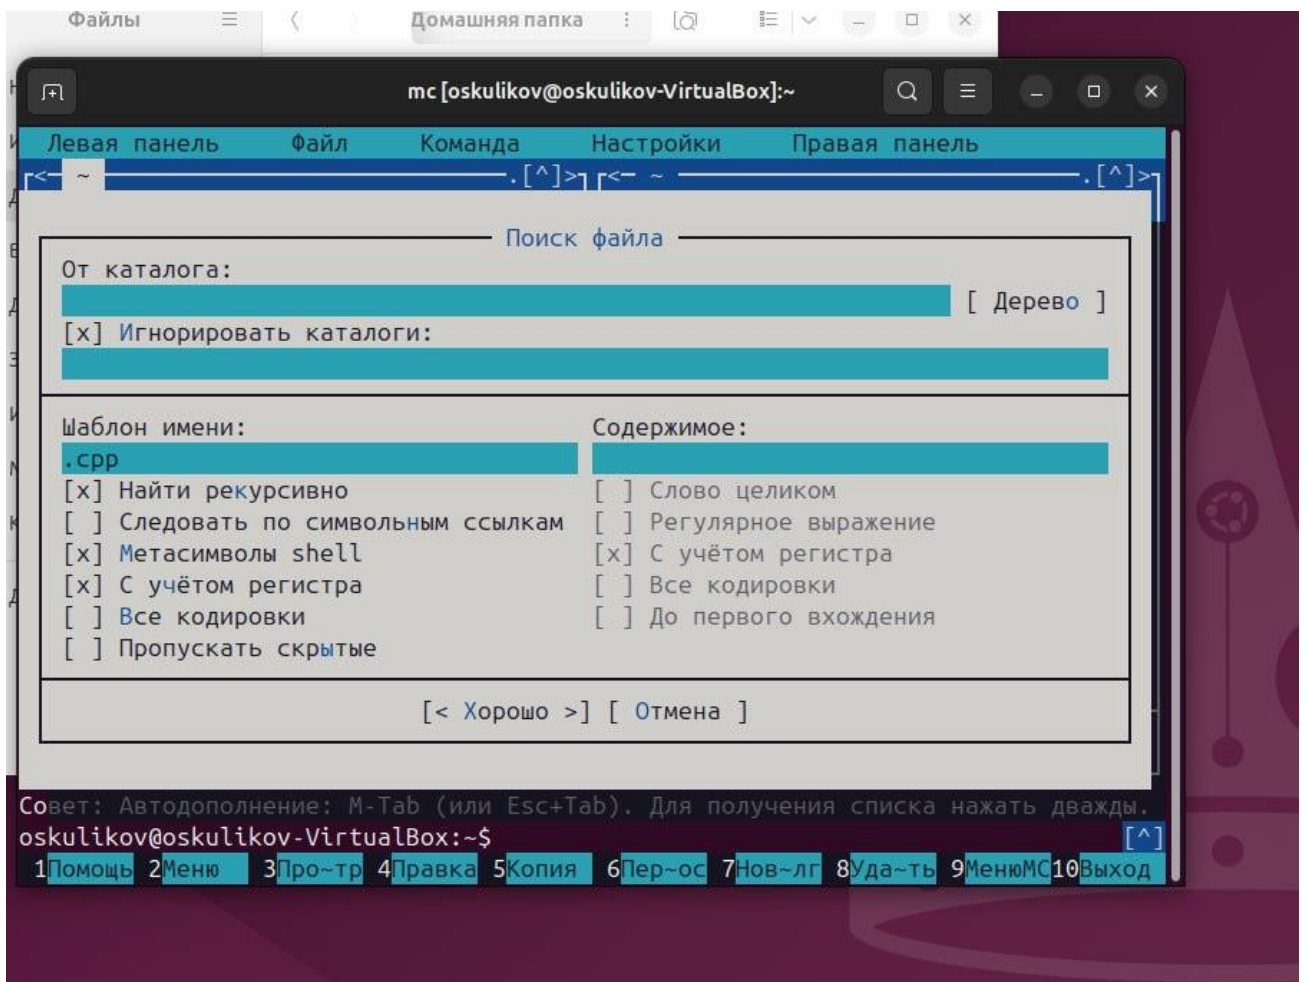 Файлы
Домашняя папка
mc [oskulikov@oskulikov-VirtualBox]:~
Левая панель Файл Команда Настройки Правая панель
<─ ~ .[^]> <─ ~ .[^]>
Поиск файла
От каталога:
[ Дерево ]
[x] Игнорировать каталоги:
Шаблон имени: Содержимое:
.cpp
[x] Найти рекурсивно [ ] Слово целиком
[ ] Следовать по символьным ссылкам [ ] Регулярное выражение
[x] Метасимволы shell [x] С учётом регистра
[x] С учётом регистра [ ] Все кодировки
[ ] Все кодировки [ ] До первого вхождения
[ ] Пропускать скрытые
[< Хорошо >] [ Отмена ]
Совет: Автодополнение: M-Tab (или Esc+Tab). Для получения списка нажать дважды.
oskulikov@oskulikov-VirtualBox:~$ [^]
1Помощь 2Меню 3Про~тр 4Правка 5Копия 6Пер~ос 7Нов~лг 8Уда~ть 9МенюMC 10Выход